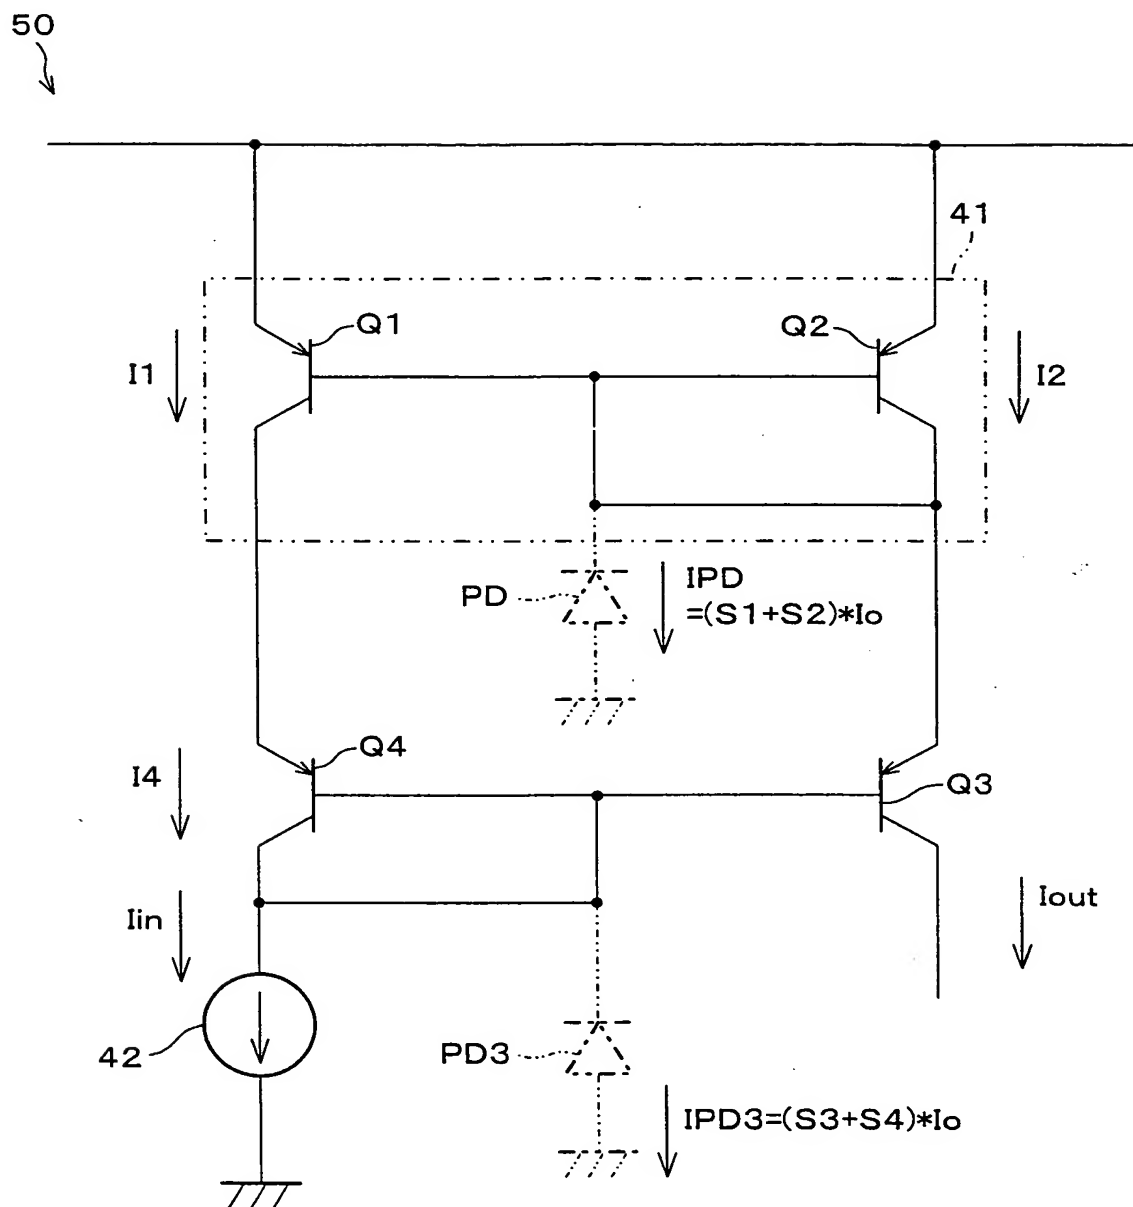 50
41
Q1
Q2
I1
I2
PD
IPD
=(S1+S2)*Io
Q4
I4
Q3
Iin
Iout
42
PD3
IPD3=(S3+S4)*Io